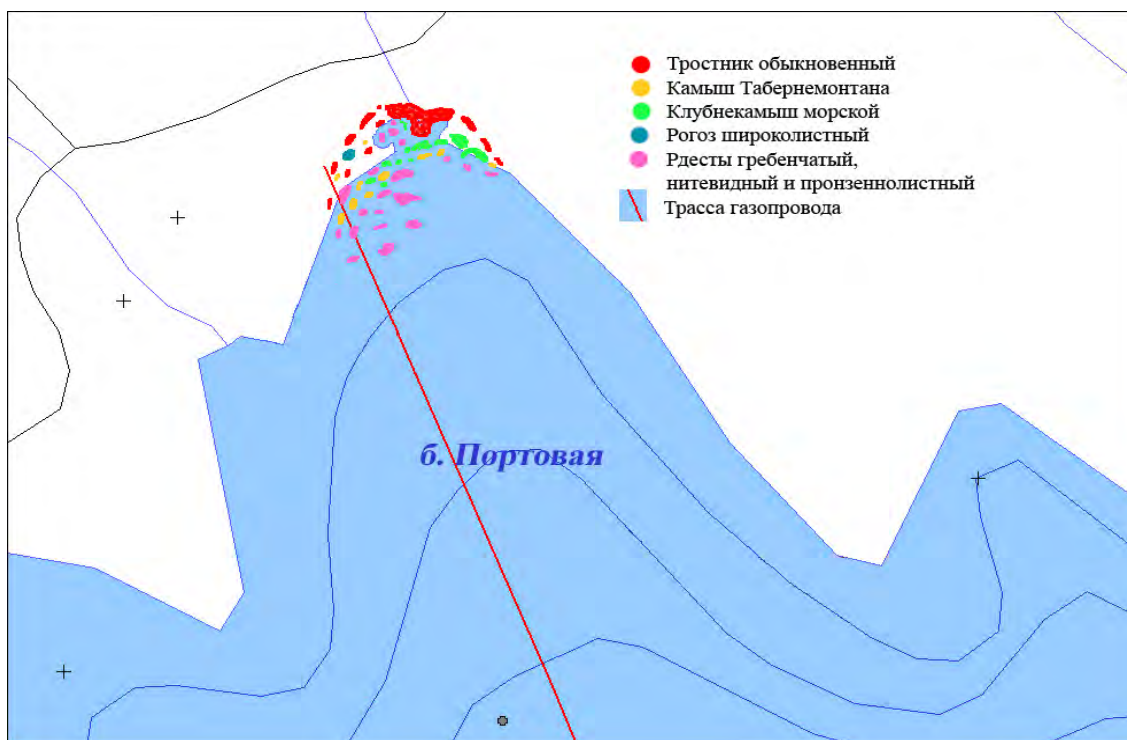 Тростник обыкновенный
Камыш Табернемонтана
Клубнекамыш морской
Рогоз широколистный
Рдесты гребенчатый,
нитевидный и пронзеннолистный
Трасса газопровода
б. Портовая